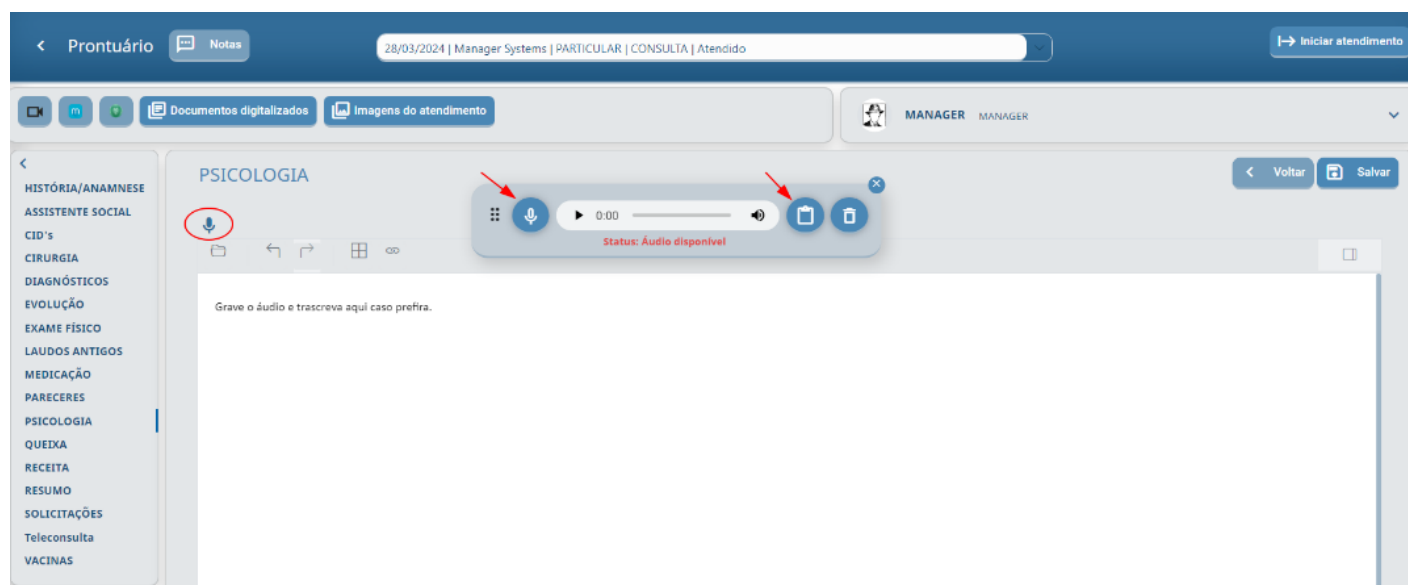 Prontuário
Notas
28/03/2024 | Manager Systems | PARTICULAR | CONSULTA | Atendido
Iniciar atendimento
Documentos digitalizados
Imagens do atendimento
MANAGER MANAGER
HISTÓRIA/ANAMNESE
ASSISTENTE SOCIAL
CID's
CIRURGIA
DIAGNÓSTICOS
EVOLUÇÃO
EXAME FÍSICO
LAUDOS ANTIGOS
MEDICAÇÃO
PARECERES
PSICOLOGIA
QUEIXA
RECEITA
RESUMO
SOLICITAÇÕES
Teleconsulta
VACINAS
PSICOLOGIA
Voltar
Salvar
0:00
Status: Áudio disponível
Grave o áudio e trascreva aqui caso prefira.